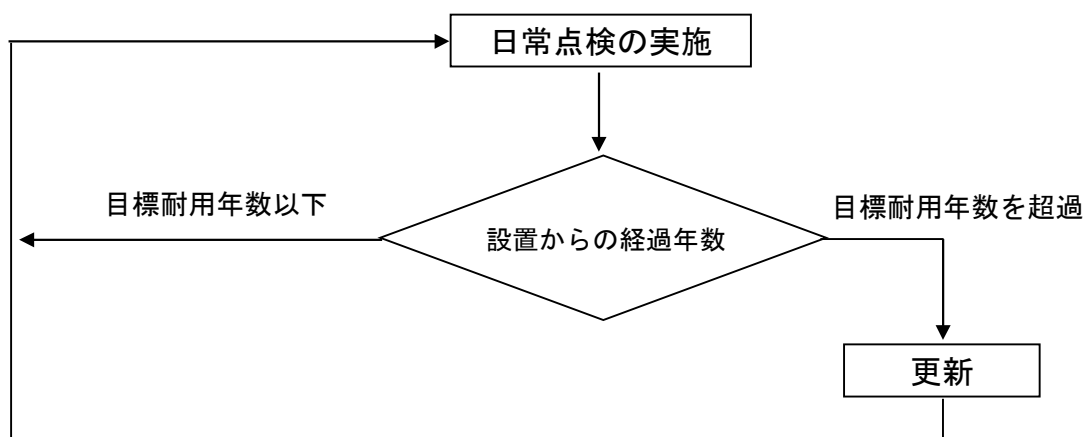 日常点検の実施
目標耐用年数以下
目標耐用年数を超過
設置からの経過年数
更新